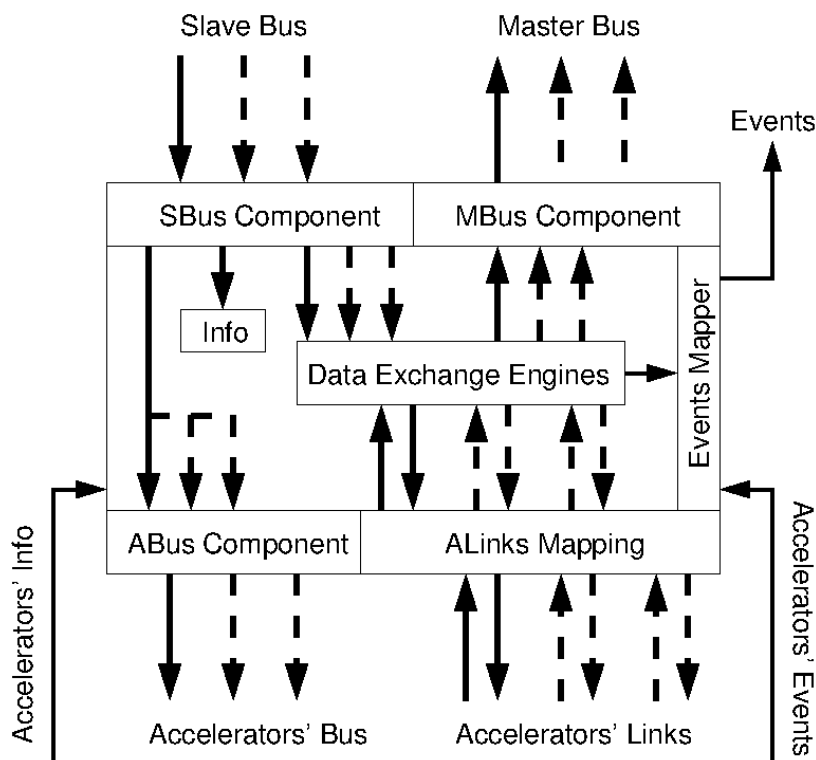 Slave Bus
Master Bus
Events
SBus Component
MBus Component
Info
Data Exchange Engines
Events Mapper
ABus Component
ALinks Mapping
Accelerators' Info
Accelerators' Events
Accelerators' Bus
Accelerators' Links